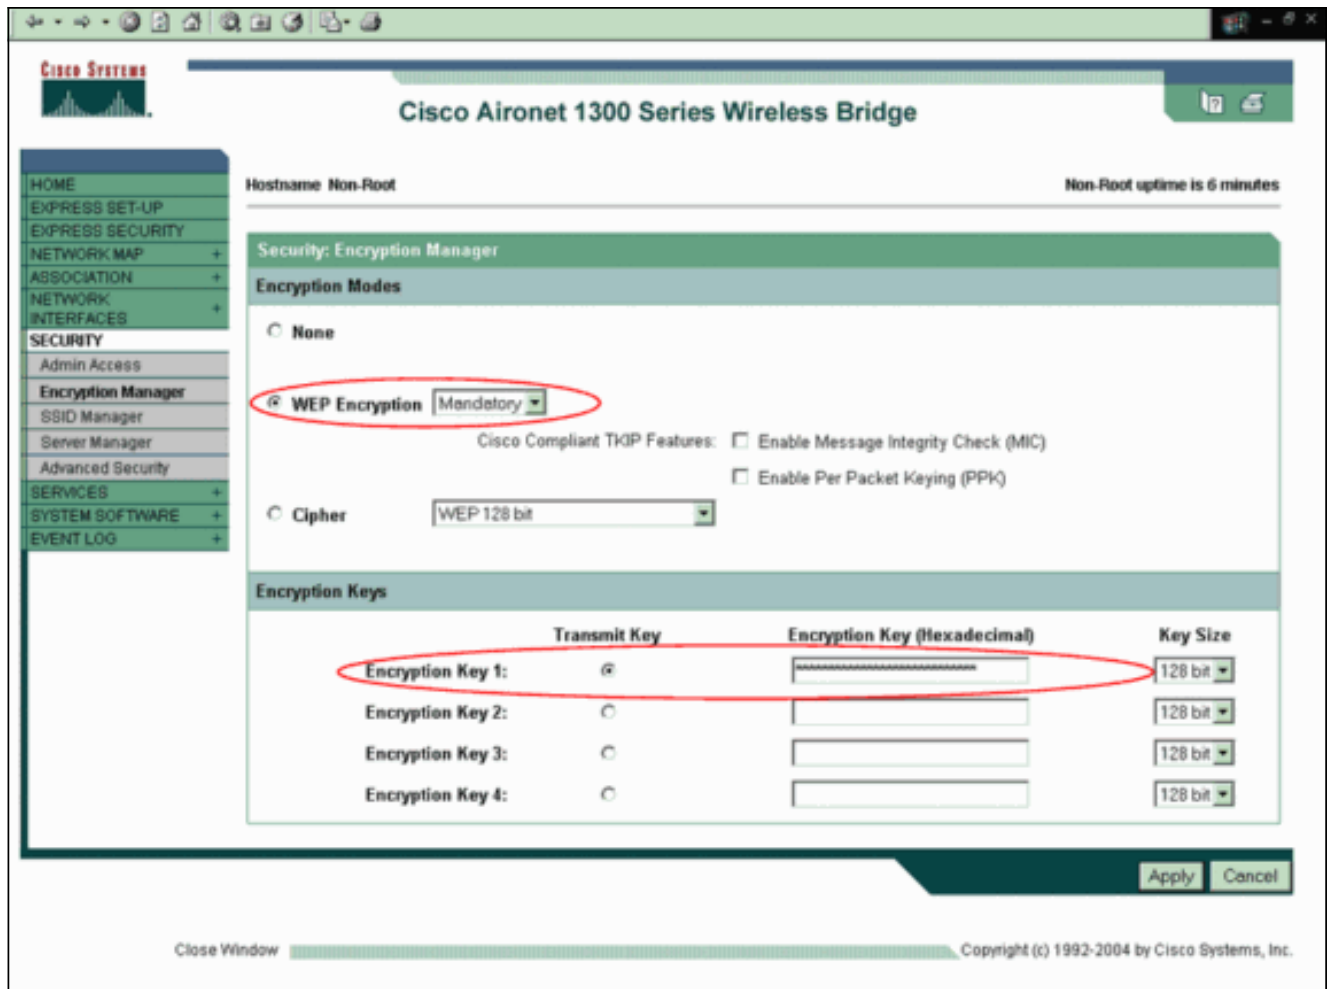 CISCO SYSTEMS
Cisco Aironet 1300 Series Wireless Bridge
HOME
EXPRESS SET-UP
EXPRESS SECURITY
NETWORK MAP +
ASSOCIATION +
NETWORK
INTERFACES +
SECURITY
Admin Access
Encryption Manager
SSID Manager
Server Manager
Advanced Security
SERVICES +
SYSTEM SOFTWARE +
EVENT LOG +
Hostname Non-Root
Non-Root uptime is 6 minutes
Security: Encryption Manager
Encryption Modes
None
WEP Encryption Mandatory
Cisco Compliant TKIP Features: Enable Message Integrity Check (MIC)
Enable Per Packet Keying (PPK)
Cipher WEP 128 bit
Encryption Keys
Transmit Key Encryption Key (Hexadecimal) Key Size
Encryption Key 1: 128 bit
Encryption Key 2: 128 bit
Encryption Key 3: 128 bit
Encryption Key 4: 128 bit
Apply Cancel
Close Window
Copyright (c) 1992-2004 by Cisco Systems, Inc.